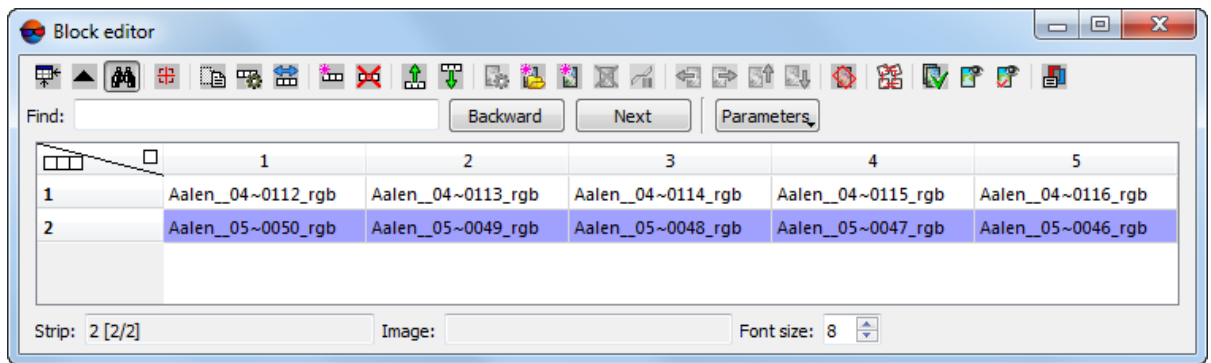 Block editor
Find: Backward Next Parameters
1 2 3 4 5
1 Aalen__04~0112_rgb Aalen__04~0113_rgb Aalen__04~0114_rgb Aalen__04~0115_rgb Aalen__04~0116_rgb
2 Aalen__05~0050_rgb Aalen__05~0049_rgb Aalen__05~0048_rgb Aalen__05~0047_rgb Aalen__05~0046_rgb
Strip: 2 [2/2] Image: Font size: 8